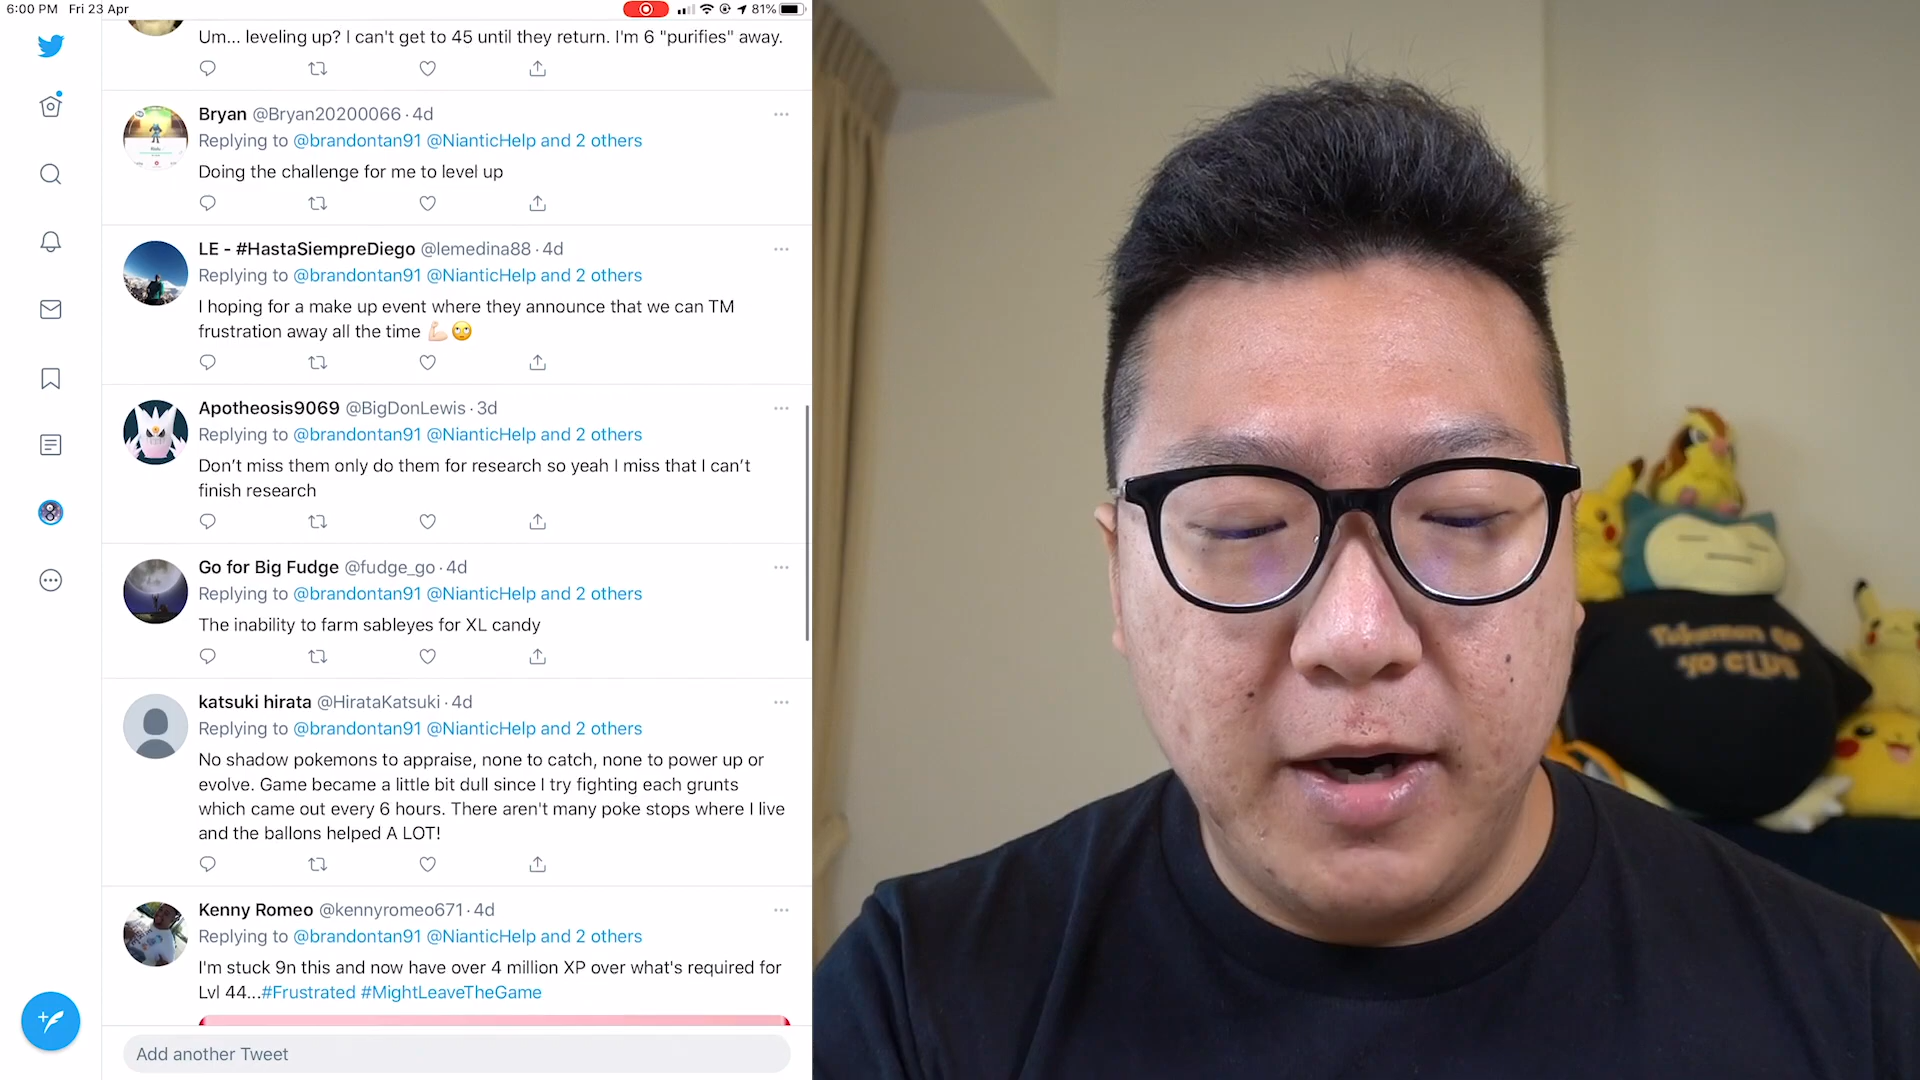 6:00 PM Fri 23 Apr
81%
Um... leveling up? I can't get to 45 until they return. I'm 6 "purifies" away.
Bryan @Bryan20200066 · 4d
Replying to @brandontan91 @NianticHelp and 2 others
Doing the challenge for me to level up
LE - #HastaSiempreDiego @lemedina88 · 4d
Replying to @brandontan91 @NianticHelp and 2 others
I hoping for a make up event where they announce that we can TM
frustration away all the time 💪🏻🙄
Apotheosis9069 @BigDonLewis · 3d
Replying to @brandontan91 @NianticHelp and 2 others
Don’t miss them only do them for research so yeah I miss that I can’t
finish research
Go for Big Fudge @fudge_go · 4d
Replying to @brandontan91 @NianticHelp and 2 others
The inability to farm sableyes for XL candy
katsuki hirata @HirataKatsuki · 4d
Replying to @brandontan91 @NianticHelp and 2 others
No shadow pokemons to appraise, none to catch, none to power up or
evolve. Game became a little bit dull since I try fighting each grunts
which came out every 6 hours. There aren't many poke stops where I live
and the ballons helped A LOT!
Kenny Romeo @kennyromeo671 · 4d
Replying to @brandontan91 @NianticHelp and 2 others
I'm stuck 9n this and now have over 4 million XP over what's required for
Lvl 44...#Frustrated #MightLeaveTheGame
Add another Tweet
Pokemon GO
40 CLUB